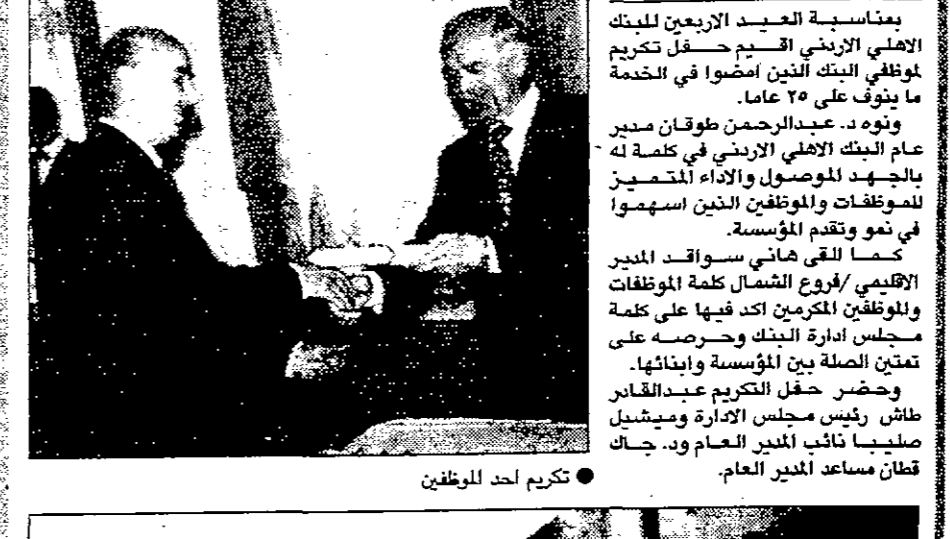 بمناسبة العيد الاربعين للبنك
الاهلي الاردني اقيم حفل تكريم
لموظفي البنك الذين امضوا في الخدمة
ما ينوف على ٢٥ عاما.
ونوه د. عبدالرحمن طوقان مدير
عام البنك الاهلي الاردني في كلمة له
بالجهد الموصول والاداء المتميز
للموظفات والموظفين الذين اسهموا
في نمو وتقدم المؤسسة.
كما القى هاني سواقد المدير
الاقليمي /فروع الشمال كلمة الموظفات
والموظفين المكرمين اكد فيها على كلمة
مجلس ادارة البنك وحرصه على
تمتين الصلة بين المؤسسة وابنائها.
وحضر حفل التكريم عبدالقادر
طاش رئيس مجلس الادارة وميشيل
صليبا نائب المدير العام ود. جاك
قطان مساعد المدير العام.
● تكريم احد الموظفين